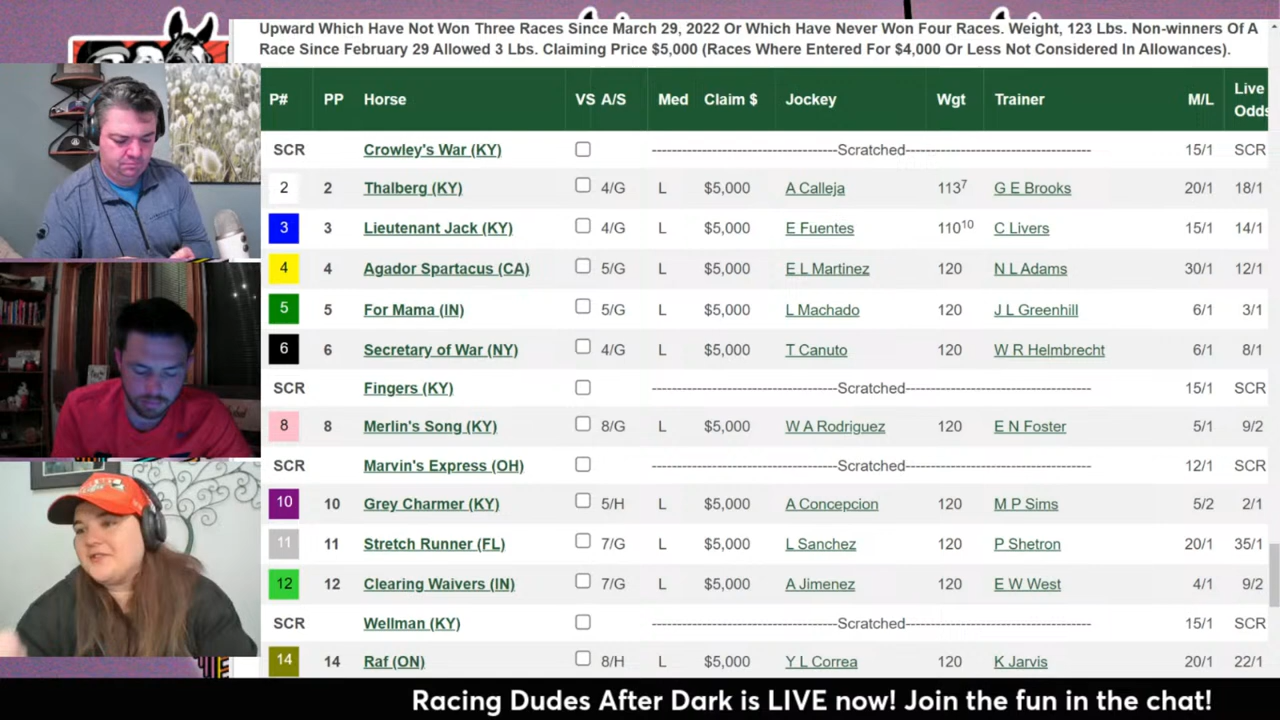 Upward Which Have Not Won Three Races Since March 29, 2022 Or Which Have Never Won Four Races. Weight, 123 Lbs. Non-winners Of A
Race Since February 29 Allowed 3 Lbs. Claiming Price $5,000 (Races Where Entered For $4,000 Or Less Not Considered In Allowances).
P# PP Horse VS A/S Med Claim $ Jockey Wgt Trainer M/L Live Odds
SCR Crowley's War (KY) ----Scratched---- 15/1 SCR
2 2 Thalberg (KY) 4/G L $5,000 A Calleja 113⁷ G E Brooks 20/1 18/1
3 3 Lieutenant Jack (KY) 4/G L $5,000 E Fuentes 110¹⁰ C Livers 15/1 14/1
4 4 Agador Spartacus (CA) 5/G L $5,000 E L Martinez 120 N L Adams 30/1 12/1
5 5 For Mama (IN) 5/G L $5,000 L Machado 120 J L Greenhill 6/1 3/1
6 6 Secretary of War (NY) 4/G L $5,000 T Canuto 120 W R Helmbrecht 6/1 8/1
SCR Fingers (KY) ----Scratched---- 15/1 SCR
8 8 Merlin's Song (KY) 8/G L $5,000 W A Rodriguez 120 E N Foster 5/1 9/2
SCR Marvin's Express (OH) ----Scratched---- 12/1 SCR
10 10 Grey Charmer (KY) 5/H L $5,000 A Concepcion 120 M P Sims 5/2 2/1
11 11 Stretch Runner (FL) 7/G L $5,000 L Sanchez 120 P Shetron 20/1 35/1
12 12 Clearing Waivers (IN) 7/G L $5,000 A Jimenez 120 E W West 4/1 9/2
SCR Wellman (KY) ----Scratched---- 15/1 SCR
14 14 Raf (ON) 8/H L $5,000 Y L Correa 120 K Jarvis 20/1 22/1
Racing Dudes After Dark is LIVE now! Join the fun in the chat!